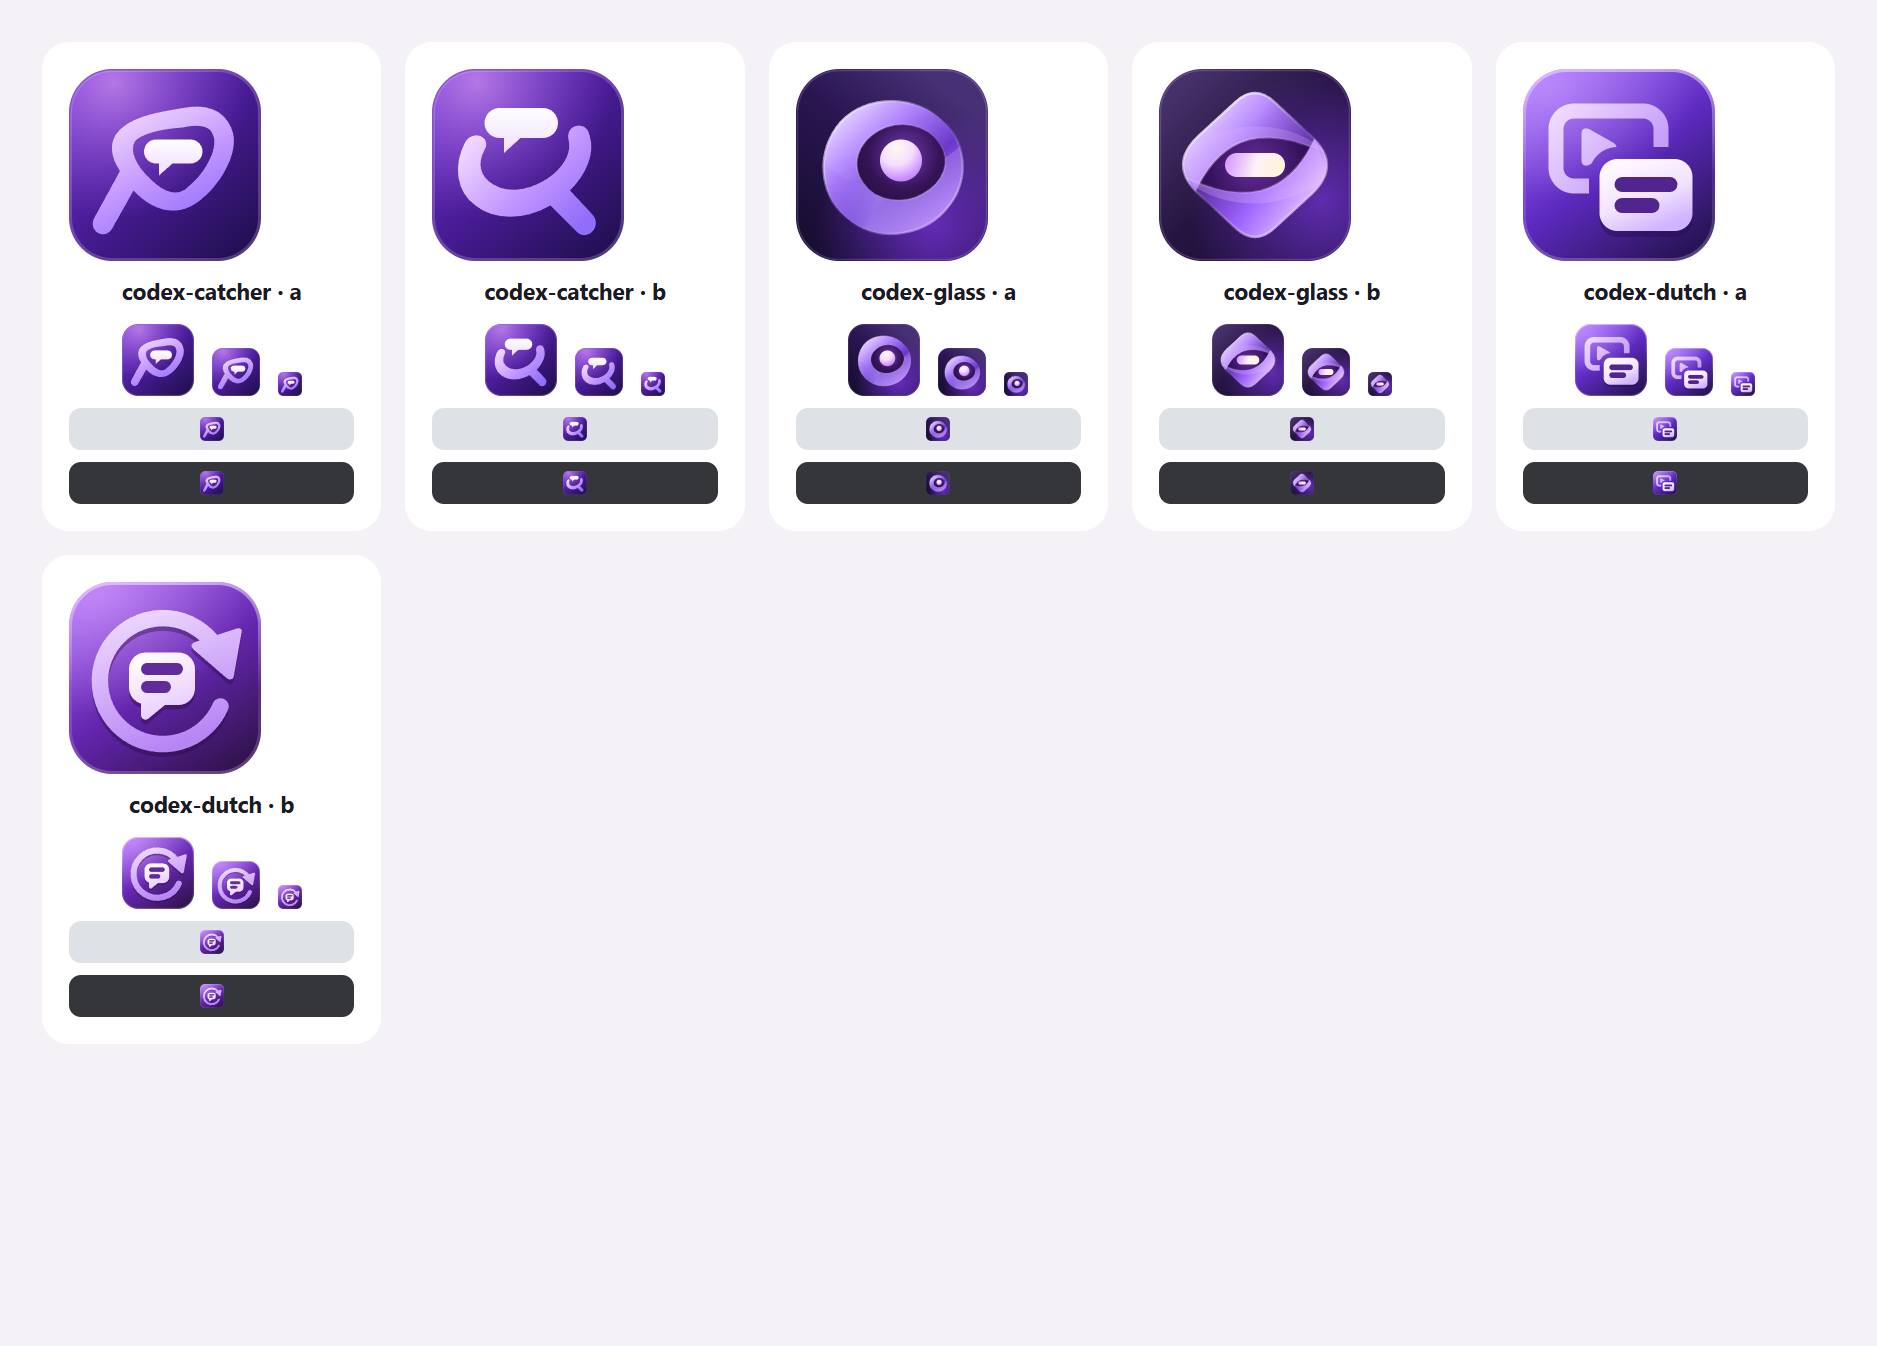 codex-catcher · a
codex-catcher · b
codex-glass · a
codex-glass · b
codex-dutch · a
codex-dutch · b